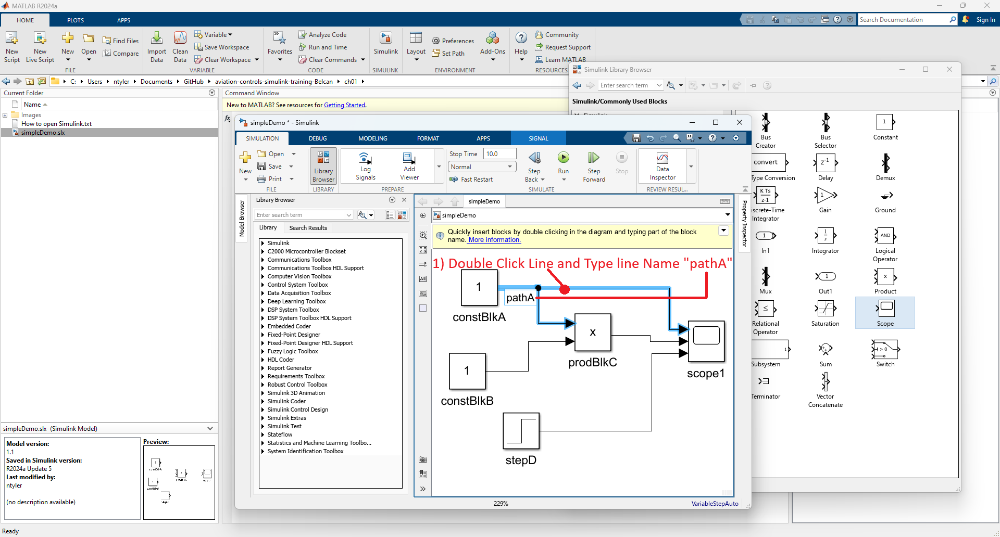 MATLAB R2024a
HOME PLOTS APPS
Search Documentation
Sign In
New Script
New Live Script
New
Open
Find Files
Compare
FILE
Import Data
Clean Data
Variable
Save Workspace
Clear Workspace
VARIABLE
Favorites
Analyze Code
Run and Time
Clear Commands
CODE
Simulink
SIMULINK
Layout
Preferences
Set Path
Add-Ons
ENVIRONMENT
Help
Community
Request Support
Learn MATLAB
RESOURCES
C: Users ntyler Documents GitHub aviation-controls-simulink-training-Belcan ch01
Current Folder
Name
Images
How to open Simulink.txt
simpleDemo.slx
Command Window
New to MATLAB? See resources for Getting Started.
fx
simpleDemo * - Simulink
SIMULATION DEBUG MODELING FORMAT APPS SIGNAL
New
Open
Save
Print
FILE
Library Browser
LIBRARY
Log Signals
Add Viewer
PREPARE
Stop Time 10.0
Normal
Fast Restart
Step Back
Run
Step Forward
Stop
SIMULATE
Data Inspector
REVIEW RESUL...
Model Browser
Library Browser
Enter search term
Library Search Results
Simulink
C2000 Microcontroller Blockset
Communications Toolbox
Communications Toolbox HDL Support
Computer Vision Toolbox
Control System Toolbox
Data Acquisition Toolbox
Deep Learning Toolbox
DSP System Toolbox
DSP System Toolbox HDL Support
Embedded Coder
Fixed-Point Designer
Fixed-Point Designer HDL Support
Fuzzy Logic Toolbox
HDL Coder
Report Generator
Requirements Toolbox
Robust Control Toolbox
Simulink 3D Animation
Simulink Coder
Simulink Control Design
Simulink Extras
Simulink Test
Stateflow
Statistics and Machine Learning Toolbo...
System Identification Toolbox
simpleDemo
simpleDemo
Quickly insert blocks by double clicking in the diagram and typing part of the block
name. More information.
1) Double Click Line and Type line Name "pathA"
1
pathA
constBlkA
x
prodBlkC
scope1
1
constBlkB
stepD
Property Inspector
229%
VariableStepAuto
Simulink Library Browser
Enter search term
Simulink/Commonly Used Blocks
Simulink
Bus Creator
Bus Selector
1
Constant
convert
Type Conversion
z-1
Delay
Demux
K Ts
z-1
iscrete-Time
Integrator
1
Gain
Ground
1
In1
1
s
Integrator
AND
Logical Operator
Mux
1
Out1
x
Product
≤
Relational Operator
Saturation
Scope
1
Subsystem
Sum
> 0
Switch
Terminator
Vector Concatenate
simpleDemo.slx (Simulink Model)
Model version:
1.1
Saved in Simulink version:
R2024a Update 5
Last modified by:
ntyler
(no description available)
Preview:
Ready